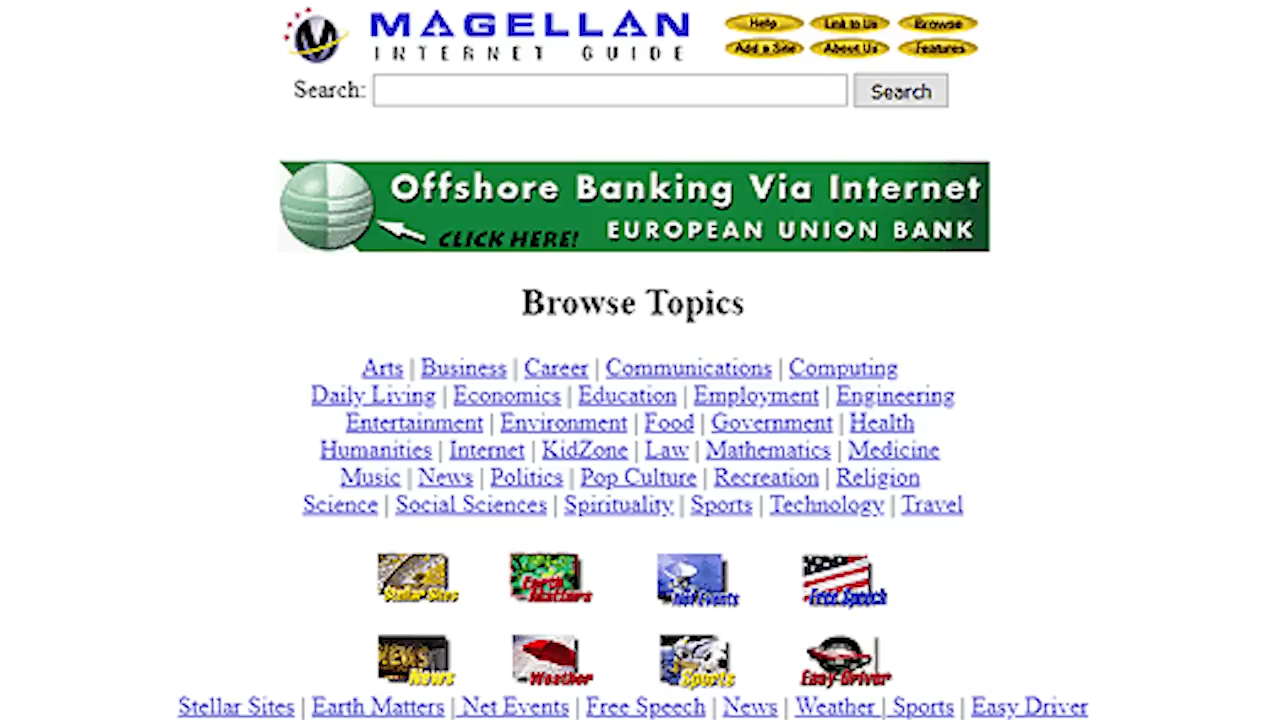 MAGELLAN
INTERNET GUIDE
Help Link to Us Browse
Add a Site About Us Features
Search: Search
Offshore Banking Via Internet
CLICK HERE! EUROPEAN UNION BANK
Browse Topics
Arts | Business | Career | Communications | Computing
Daily Living | Economics | Education | Employment | Engineering
Entertainment | Environment | Food | Government | Health
Humanities | Internet | KidZone | Law | Mathematics | Medicine
Music | News | Politics | Pop Culture | Recreation | Religion
Science | Social Sciences | Spirituality | Sports | Technology | Travel
Stellar Sites Earth Matters Net Events Free Speech
NEWS News Weather Sports Easy Driver
Stellar Sites | Earth Matters | Net Events | Free Speech | News | Weather | Sports | Easy Driver